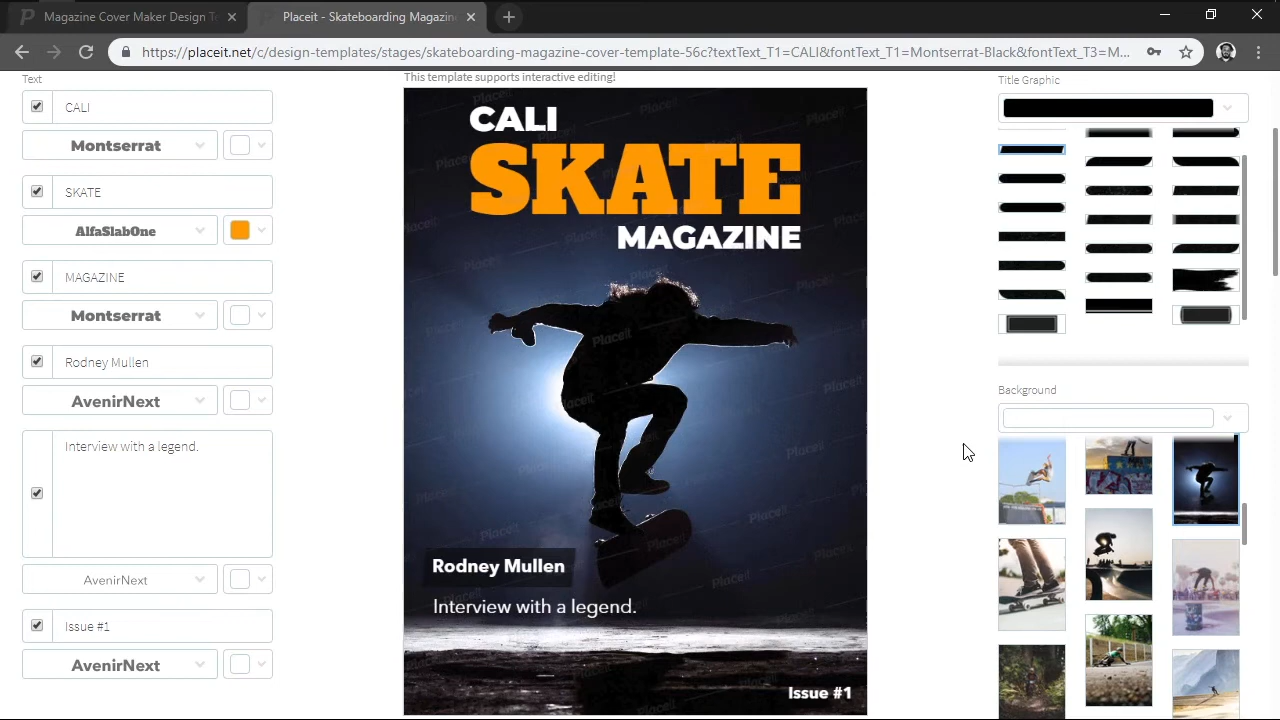 Magazine Cover Maker Design Te
Placeit - Skateboarding Magazine
https://placeit.net/c/design-templates/stages/skateboarding-magazine-cover-template-56c?textText_T1=CALI&fontText_T1=Montserrat-Black&fontText_T3=M...
Text
CALI
Montserrat
SKATE
AlfaSlabOne
MAGAZINE
Montserrat
Rodney Mullen
AvenirNext
Interview with a legend.
AvenirNext
Issue #1
AvenirNext
This template supports interactive editing!
CALI
SKATE
MAGAZINE
Placeit
Rodney Mullen
Interview with a legend.
Issue #1
Title Graphic
Background